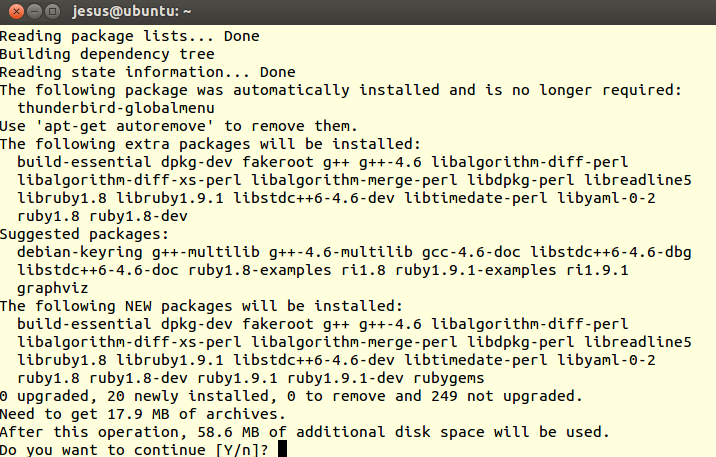 jesus@ubuntu: ~
Reading package lists... Done
Building dependency tree
Reading state information... Done
The following package was automatically installed and is no longer required:
  thunderbird-globalmenu
Use 'apt-get autoremove' to remove them.
The following extra packages will be installed:
  build-essential dpkg-dev fakeroot g++ g++-4.6 libalgorithm-diff-perl
  libalgorithm-diff-xs-perl libalgorithm-merge-perl libdpkg-perl libreadline5
  libruby1.8 libruby1.9.1 libstdc++6-4.6-dev libtimedate-perl libyaml-0-2
  ruby1.8 ruby1.8-dev
Suggested packages:
  debian-keyring g++-multilib g++-4.6-multilib gcc-4.6-doc libstdc++6-4.6-dbg
  libstdc++6-4.6-doc ruby1.8-examples ri1.8 ruby1.9.1-examples ri1.9.1
  graphviz
The following NEW packages will be installed:
  build-essential dpkg-dev fakeroot g++ g++-4.6 libalgorithm-diff-perl
  libalgorithm-diff-xs-perl libalgorithm-merge-perl libdpkg-perl libreadline5
  libruby1.8 libruby1.9.1 libstdc++6-4.6-dev libtimedate-perl libyaml-0-2
  ruby1.8 ruby1.8-dev ruby1.9.1 ruby1.9.1-dev rubygems
0 upgraded, 20 newly installed, 0 to remove and 249 not upgraded.
Need to get 17.9 MB of archives.
After this operation, 58.6 MB of additional disk space will be used.
Do you want to continue [Y/n]?